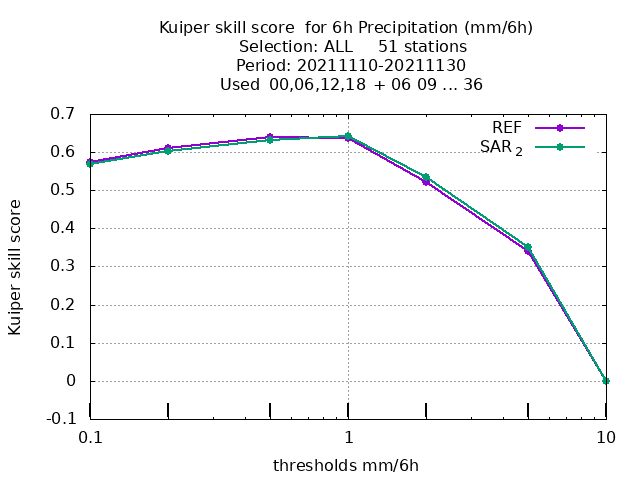 Kuiper skill score  for 6h Precipitation (mm/6h)
Selection: ALL     51 stations
Period: 20211110-20211130
Used  00,06,12,18  + 06 09 ... 36
REF
SAR 2
0.7
0.6
0.5
0.4
0.3
0.2
0.1
0
-0.1
Kuiper skill score
0.1 1 10
thresholds mm/6h